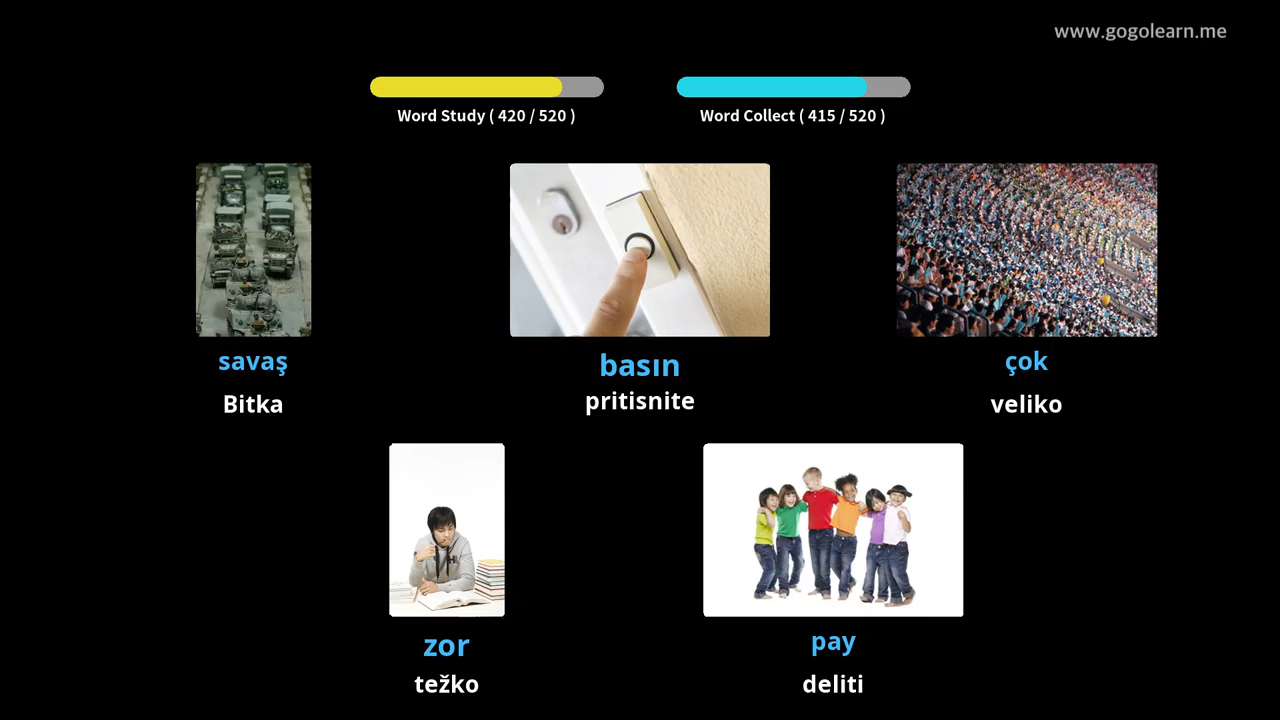 www.gogolearn.me
Word Study ( 420 / 520 )
Word Collect ( 415 / 520 )
savaş
Bitka
basın
pritisnite
çok
veliko
zor
težko
pay
deliti